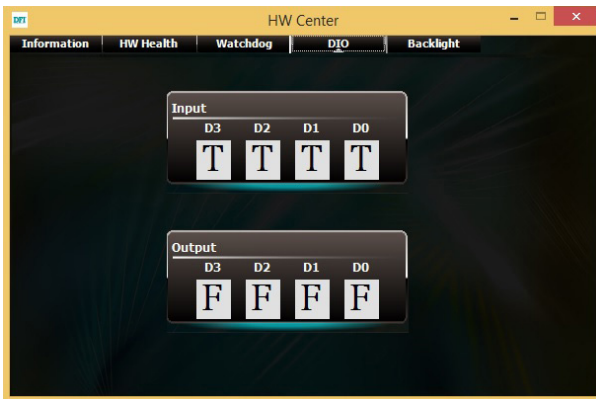 DFI HW Center
Information HW Health Watchdog DIO Backlight
Input
D3 D2 D1 D0
T T T T
Output
D3 D2 D1 D0
F F F F